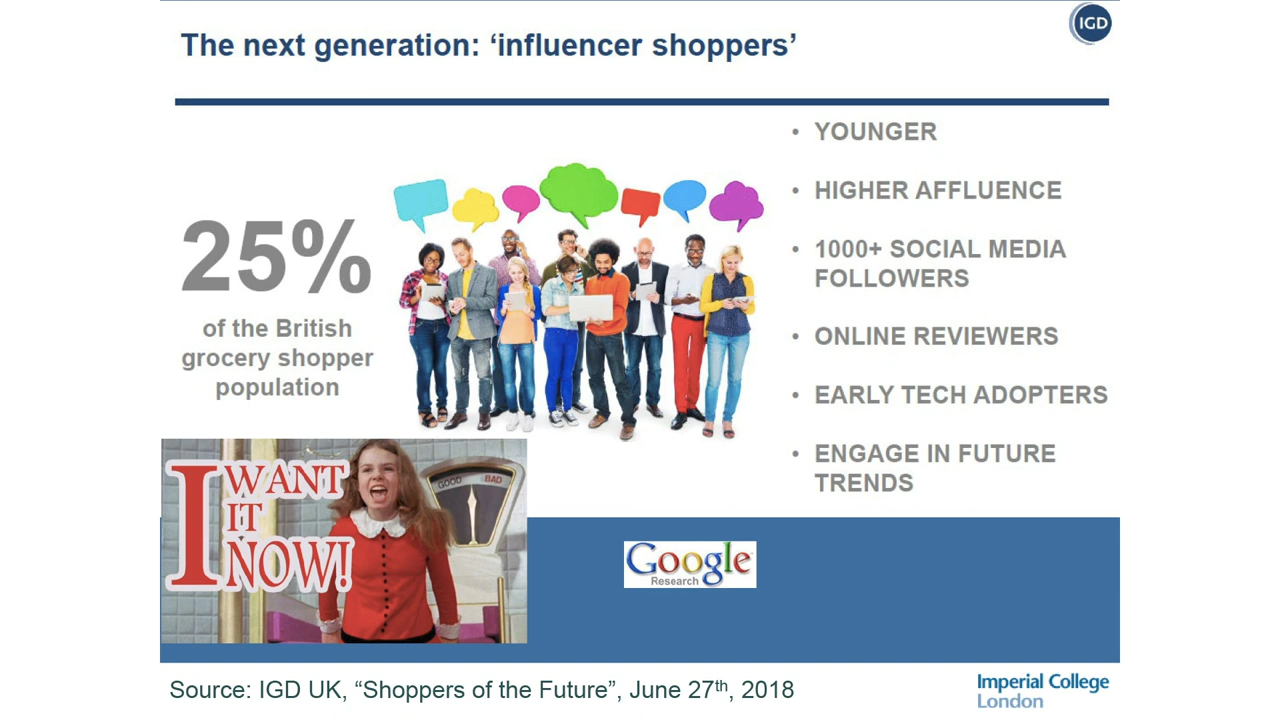 The next generation: ‘influencer shoppers’
IGD
25%
of the British
grocery shopper
population
• YOUNGER
• HIGHER AFFLUENCE
• 1000+ SOCIAL MEDIA
FOLLOWERS
• ONLINE REVIEWERS
• EARLY TECH ADOPTERS
• ENGAGE IN FUTURE
TRENDS
I WANT
IT
NOW!
GOOD BAD
Google
Research
Source: IGD UK, “Shoppers of the Future”, June 27th, 2018
Imperial College
London